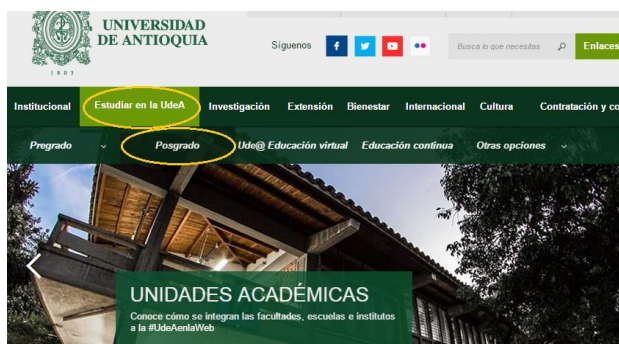 UNIVERSIDAD
DE ANTIOQUIA
1803
Síguenos
Busca lo que necesitas
Enlaces
Institucional Estudiar en la UdeA Investigación Extensión Bienestar Internacional Cultura Contratación y co
Pregrado Posgrado Ude@ Educación virtual Educación continua Otras opciones
UNIDADES ACADÉMICAS
Conoce cómo se integran las facultades, escuelas e institutos
a la #UdeAenlaWeb